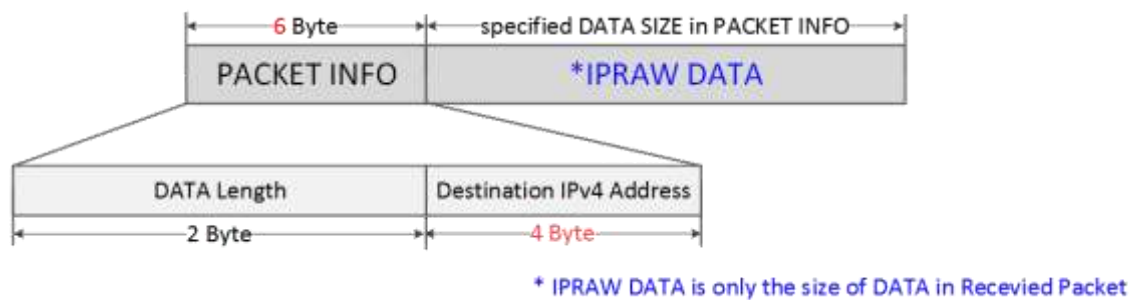 6 Byte specified DATA SIZE in PACKET INFO
PACKET INFO *IPRAW DATA
DATA Length Destination IPv4 Address
2 Byte 4 Byte
* IPRAW DATA is only the size of DATA in Recevied Packet